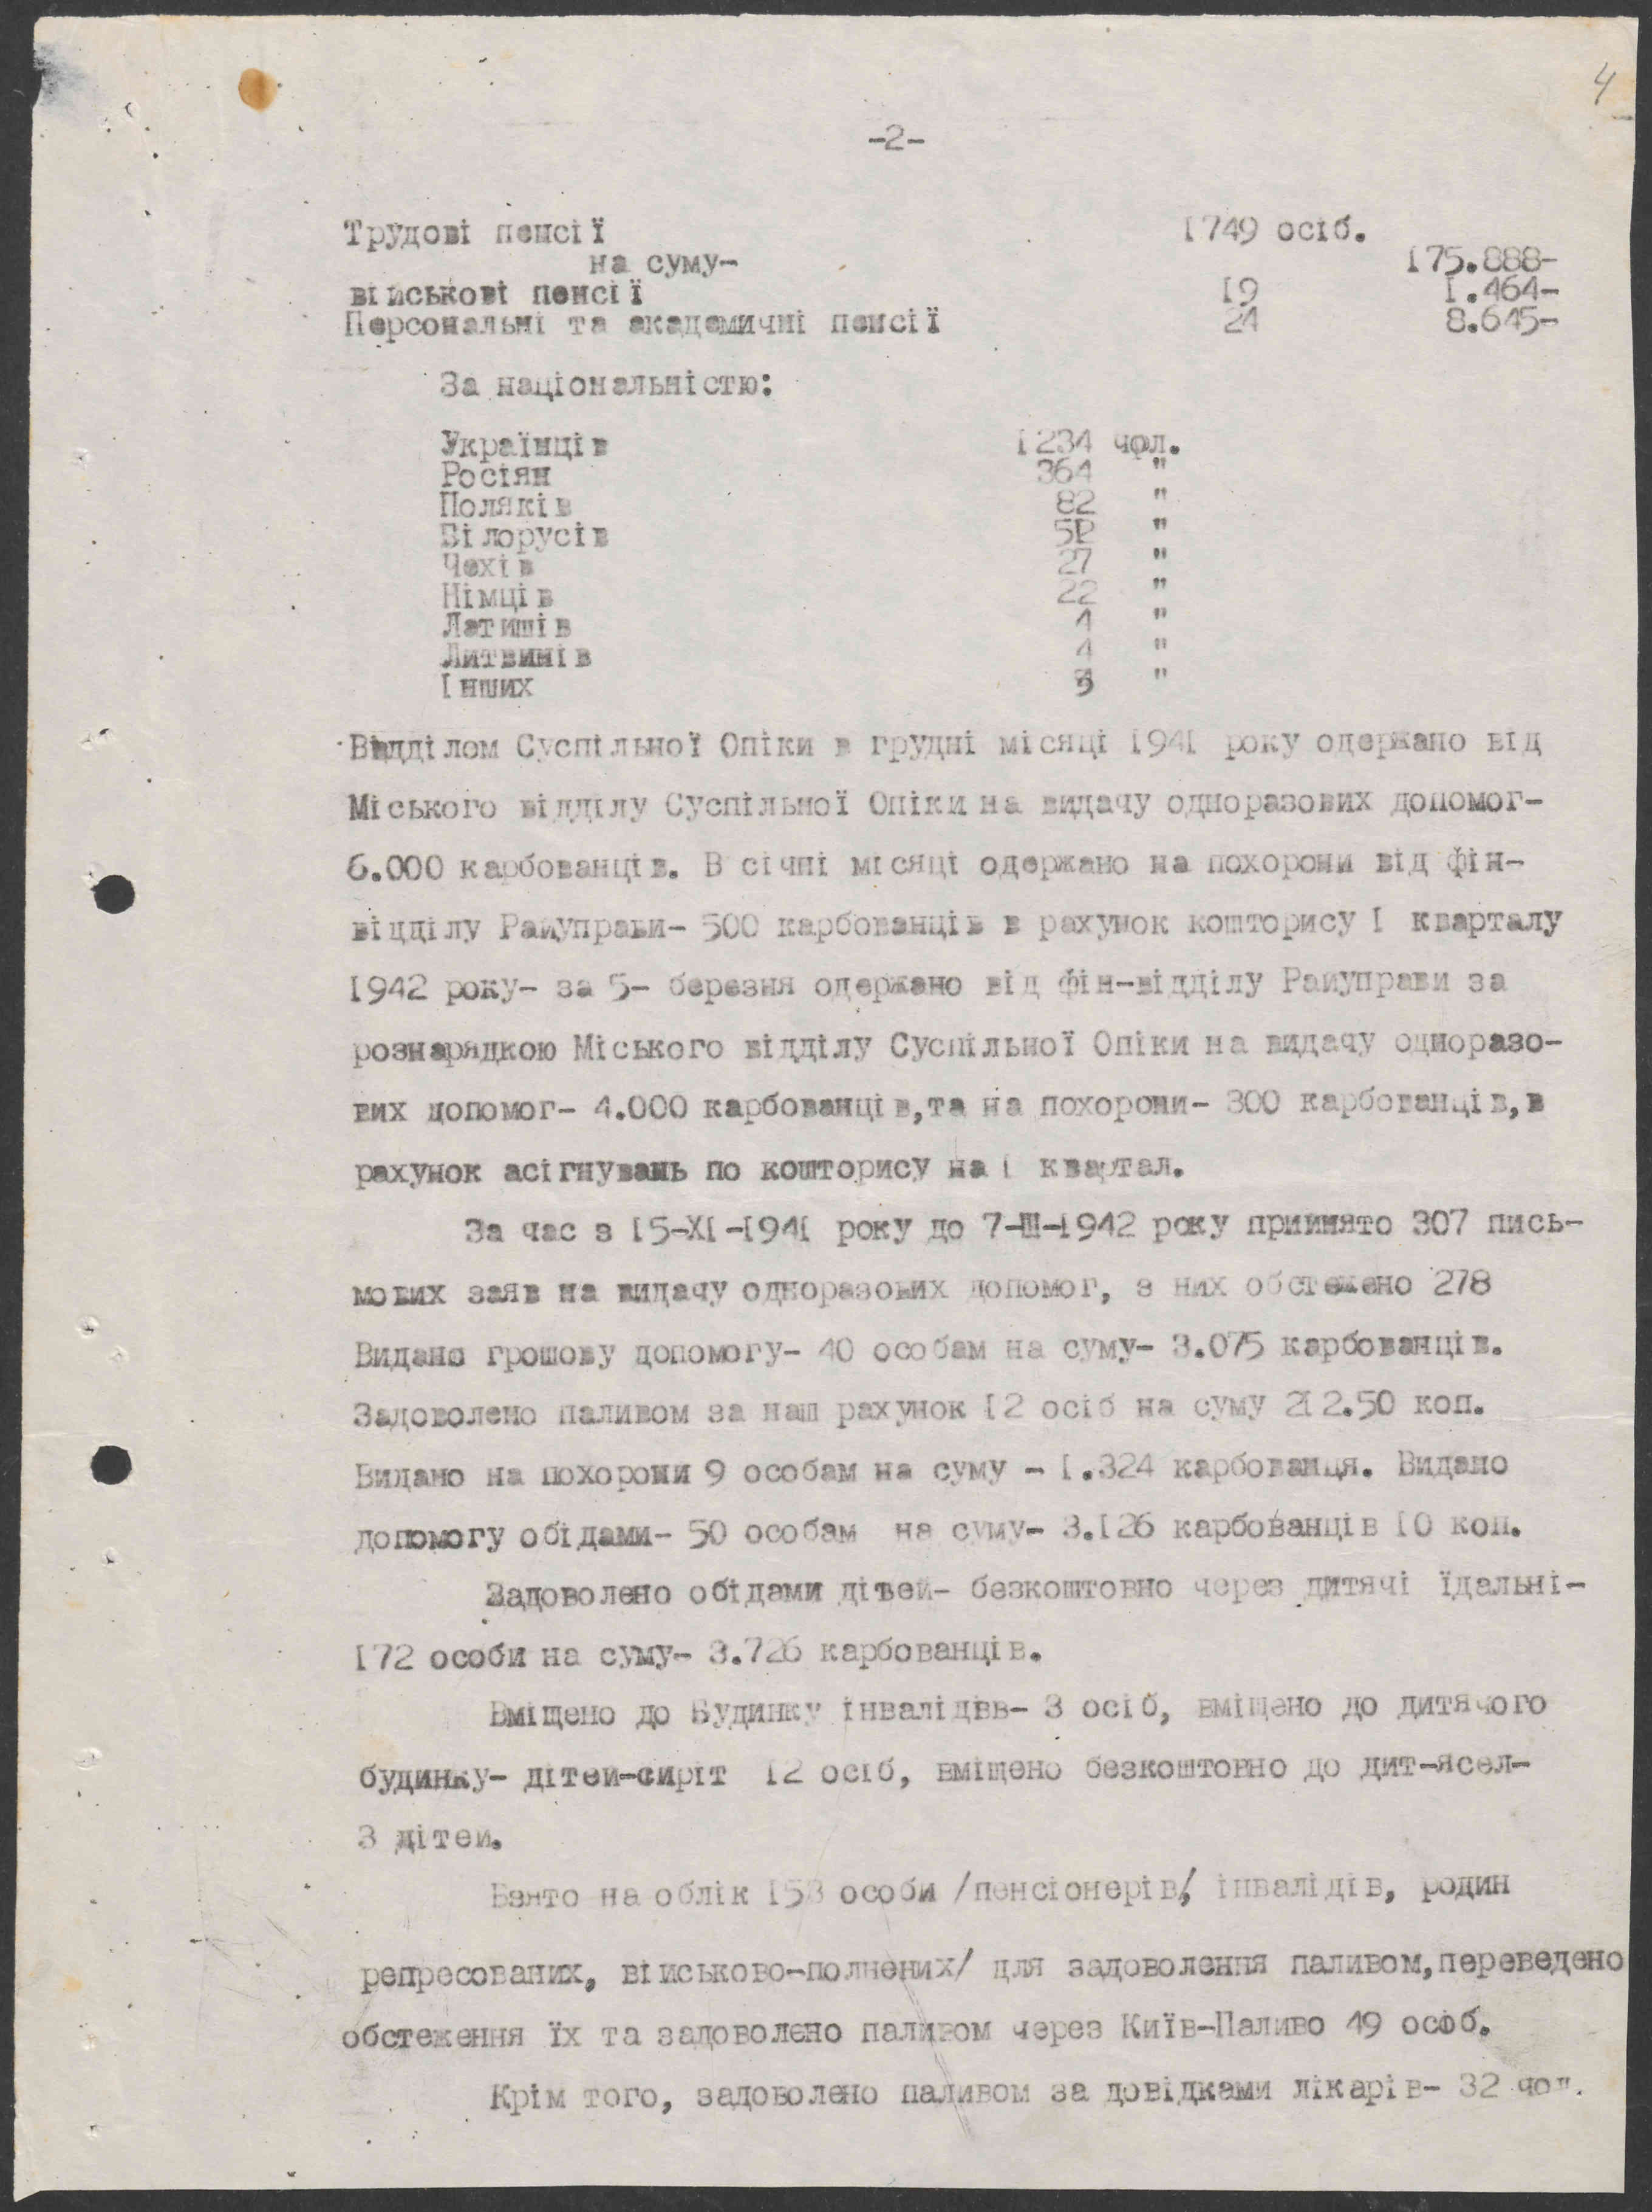 4
-2-
Трудові пенсії 1749 осіб.
на суму- 175.888-
військові пенсії 19 1.464-
Персональні та академичні пенсії 24 8.645-
За національністю:
Українців 1234 чол.
Росіян 364 "
Поляків 82 "
Білорусів "
Чехів 27 "
Німців 22 "
Латишів 4 "
Литвинів 4 "
Інших "
Відділом Суспільної Опіки в грудні місяці 1941 року одержано від
Міського відділу Суспільної Опіки на видачу одноразових допомог-
6.000 карбованців. В січні місяці одержано на похорони від фін-
відділу Райуправи- 500 карбованців в рахунок кошторису І кварталу
1942 року- за 5- березня одержано від фін-відділу Райуправи за
рознарядкою Міського відділу Суспільної Опіки на видачу одноразо-
вих допомог- 4.000 карбованців,та на похорони- 300 карбованців,в
рахунок асігнувань по кошторису на І квартал.
За час з 15-XI-1941 року до 7-Ш-1942 року прийнято 307 пись-
мових заяв на видачу одноразових допомог, з них обстежено 278
Видано грошову допомогу- 40 особам на суму- 3.075 карбованців.
Задоволено паливом за наш рахунок 12 осіб на суму 212.50 коп.
Видано на похорони 9 особам на суму - 1.324 карбованця. Видано
допомогу обідами- 50 особам на суму- 3.126 карбованців 10 коп.
Задоволено обідами дітей- безкоштовно через дитячі їдальні-
172 особи на суму- 3.726 карбованців.
Вміщено до Будинку інвалідвв- 3 осіб, вміщено до дитячого
будинку- дітей-сиріт 12 осіб, вміщено безкоштовно до дит-ясел-
3 дітей.
Взято на облік 153 особи /пенсіонерів, інвалідів, родин
репресованих, військово-полнених/ для задоволення паливом,переведено
обстеження їх та задоволено паливом через Київ-Паливо 49 осіб.
Крім того, задоволено паливом за довідками лікарів- 32 чол.